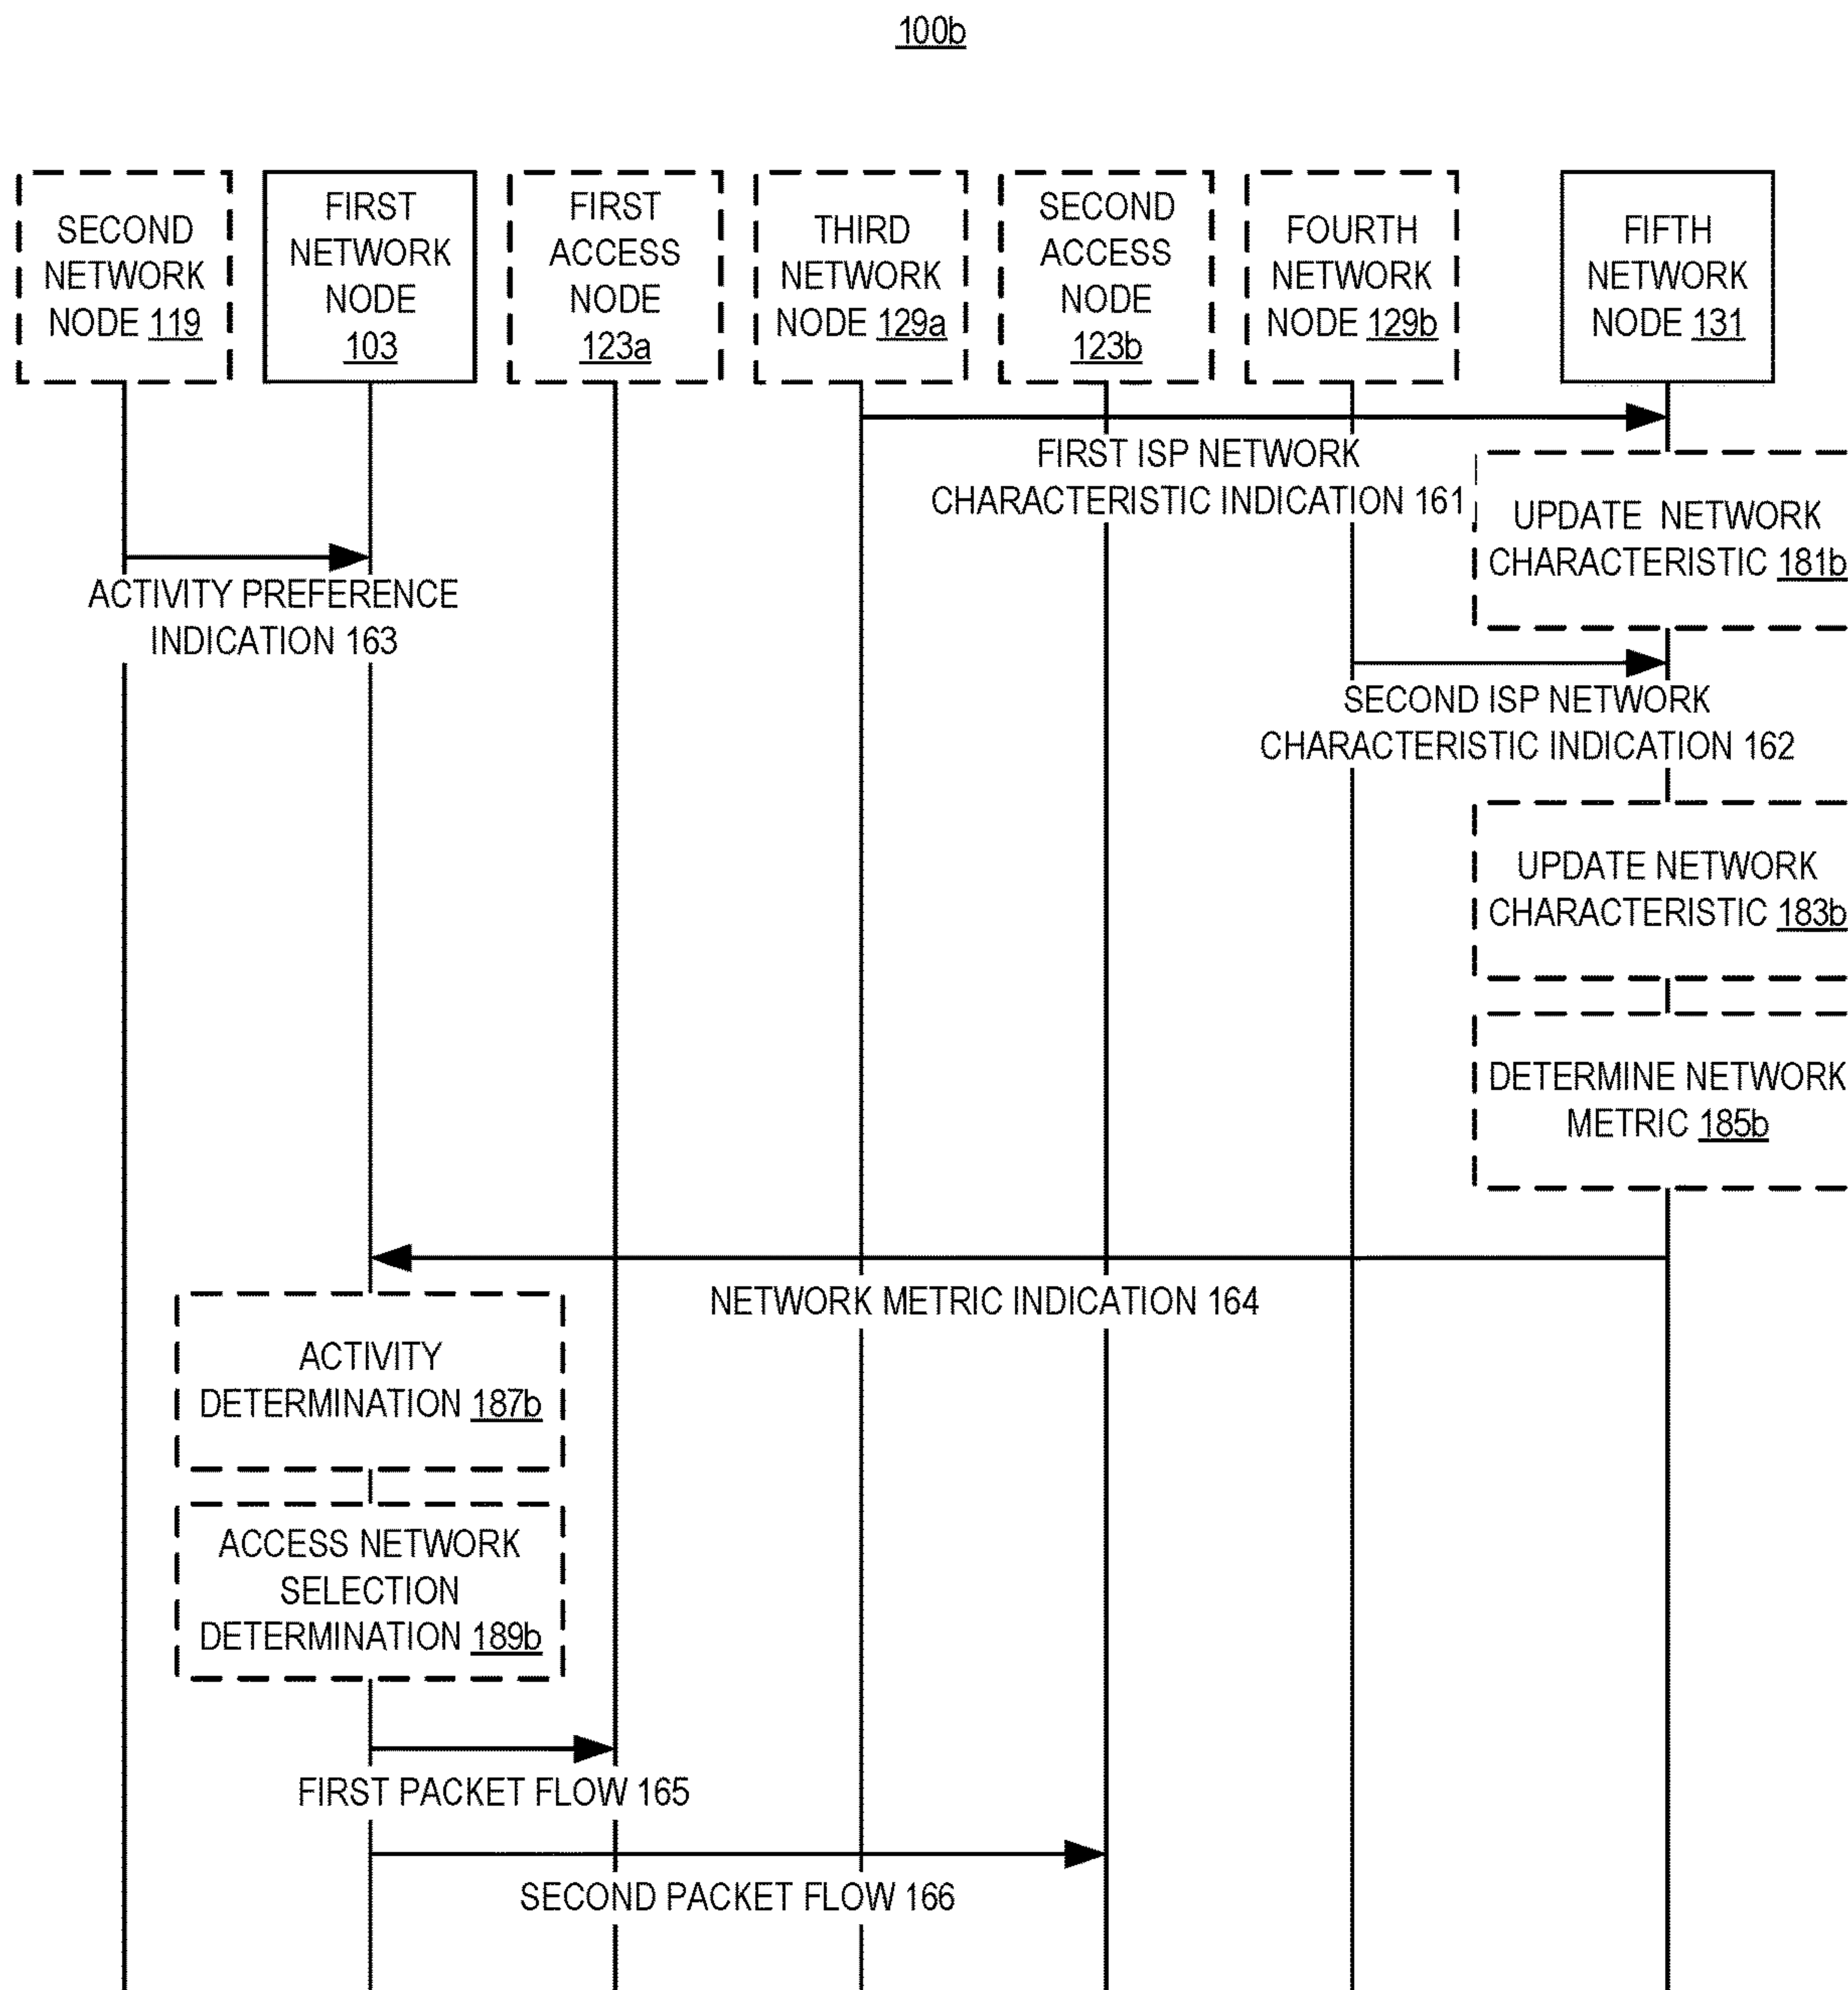 100b
SECOND
NETWORK
NODE 119
FIRST
NETWORK
NODE
103
FIRST
ACCESS
NODE
123a
THIRD
NETWORK
NODE 129a
SECOND
ACCESS
NODE
123b
FOURTH
NETWORK
NODE 129b
FIFTH
NETWORK
NODE 131
FIRST ISP NETWORK
CHARACTERISTIC INDICATION 161
UPDATE NETWORK
CHARACTERISTIC 181b
ACTIVITY PREFERENCE
INDICATION 163
SECOND ISP NETWORK
CHARACTERISTIC INDICATION 162
UPDATE NETWORK
CHARACTERISTIC 183b
DETERMINE NETWORK
METRIC 185b
NETWORK METRIC INDICATION 164
ACTIVITY
DETERMINATION 187b
ACCESS NETWORK
SELECTION
DETERMINATION 189b
FIRST PACKET FLOW 165
SECOND PACKET FLOW 166